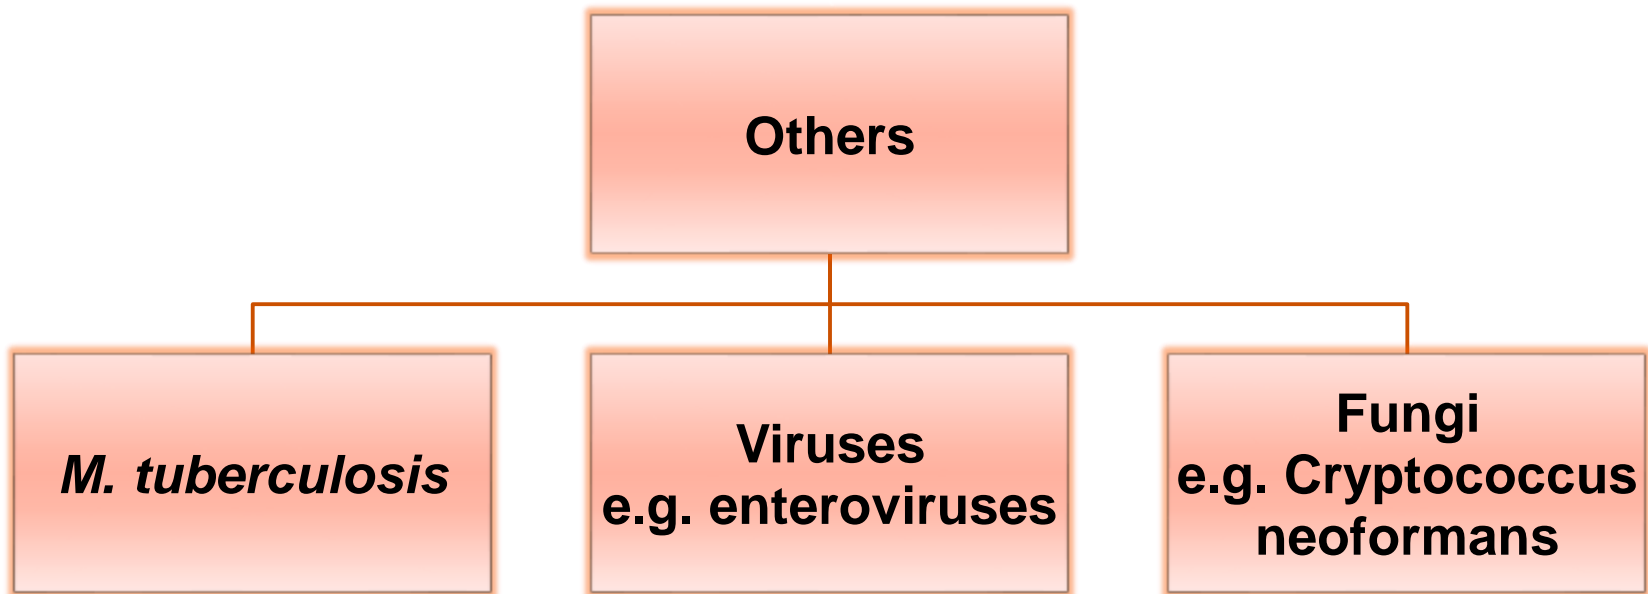 Others
M. tuberculosis
Viruses
e.g. enteroviruses
Fungi
e.g. Cryptococcus
neoformans